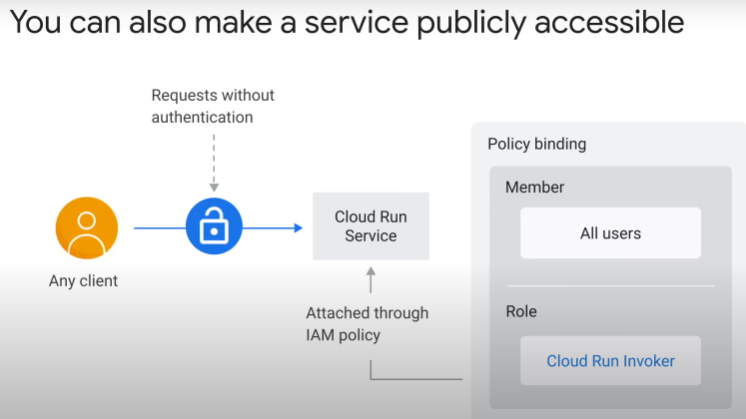 You can also make a service publicly accessible
Requests without
authentication
Any client
Cloud Run
Service
Attached through
IAM policy
Policy binding
Member
All users
Role
Cloud Run Invoker